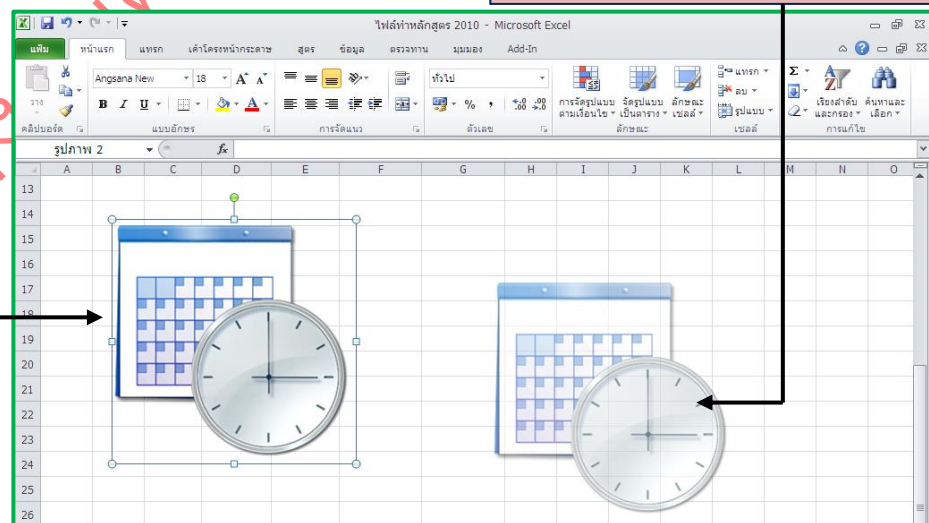 ไฟล์ทำหลักสูตร 2010 - Microsoft Excel
แฟ้ม หน้าแรก แทรก เค้าโครงหน้ากระดาษ สูตร ข้อมูล ตรวจทาน มุมมอง Add-In
วาง
Angsana New 18
B I U
ทั่วไป
% ,
การจัดรูปแบบ ตามเงื่อนไข
จัดรูปแบบ เป็นตาราง
ลักษณะ เซลล์
แทรก
ลบ
รูปแบบ
เรียงลำดับ และกรอง
ค้นหาและ เลือก
คลิปบอร์ด แบบอักษร การจัดแนว ตัวเลข ลักษณะ เซลล์ การแก้ไข
รูปภาพ 2 fx
A B C D E F G H I J K L M N O
13
14
15
16
17
18
19
20
21
22
23
24
25
26